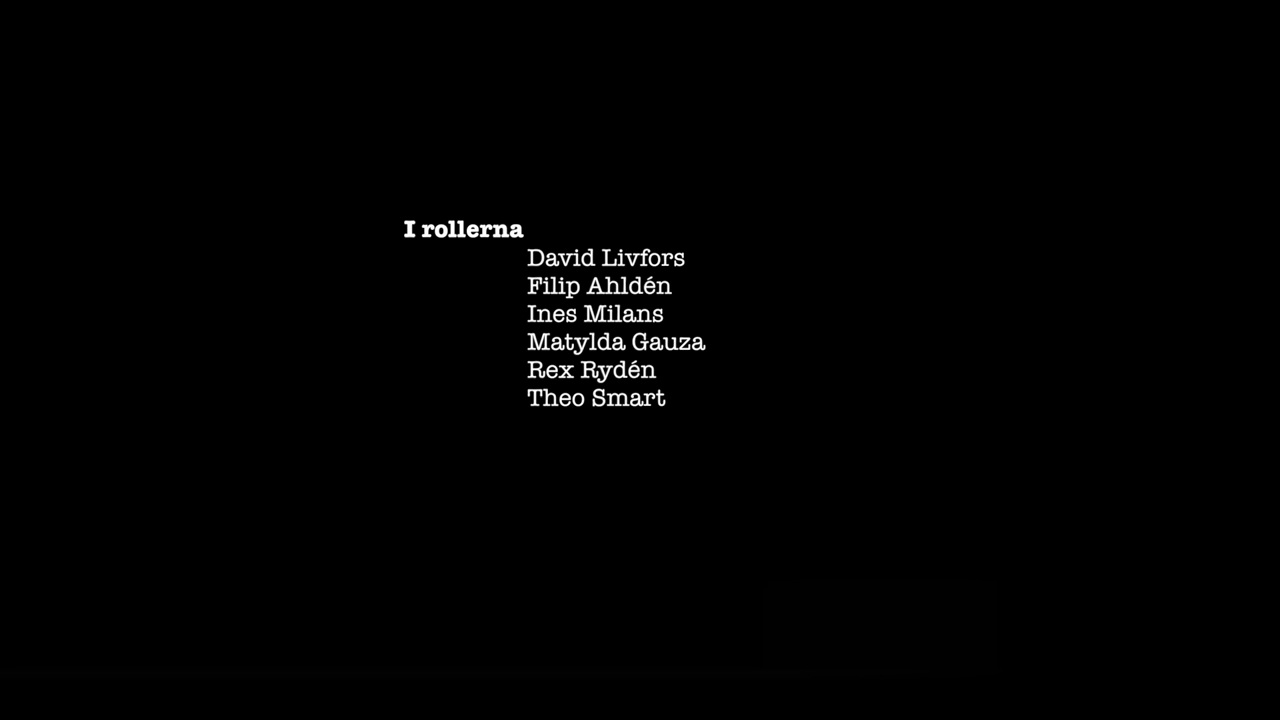 I rollerna
David Livfors
Filip Ahldén
Ines Milans
Matylda Gauza
Rex Rydén
Theo Smart